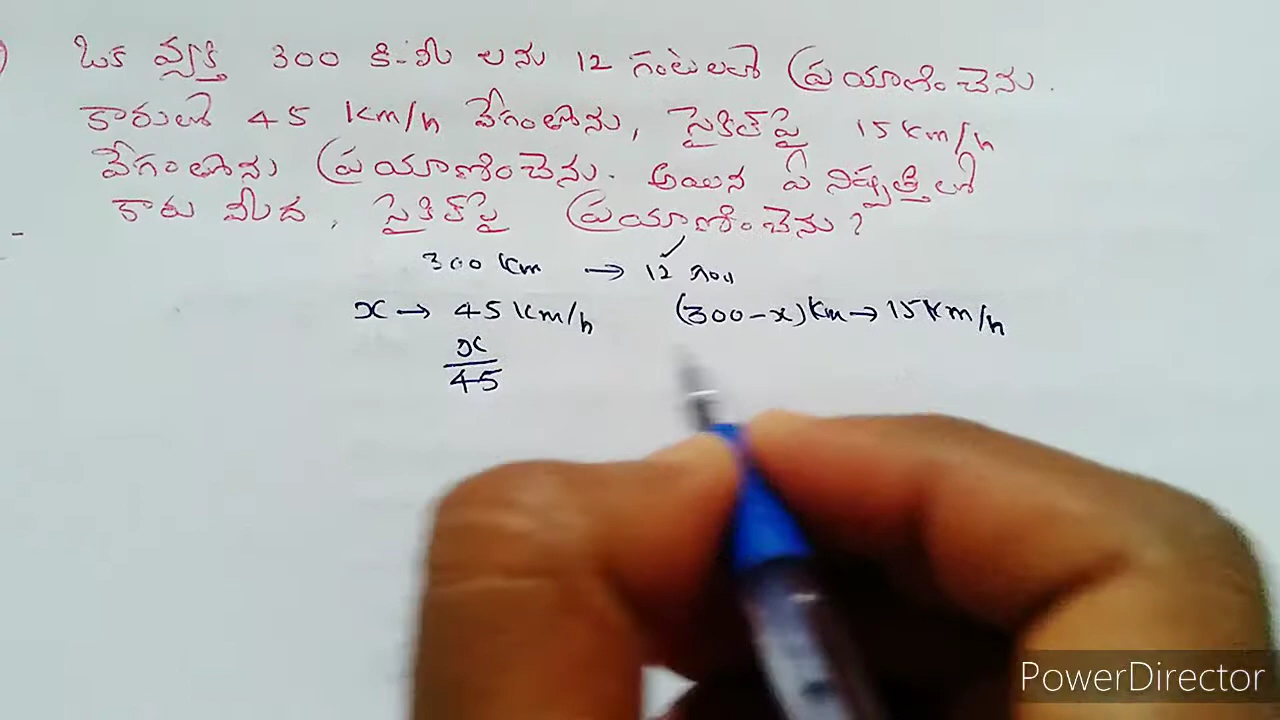 ఒక వ్యక్తి 300 కి.మీ లను 12 గంటలలో ప్రయాణించెను.
కారులో 45 Km/h వేగంతోను, సైకిల్‌పై 15 Km/h
వేగంతోను ప్రయాణించెను. అయిన ఏ నిష్పత్తిలో
కారు మీద, సైకిల్‌పై ప్రయాణించెను?
300 Km → 12 గం॥
x → 45 Km/h (300-x) Km → 15 Km/h
x
45
PowerDirector